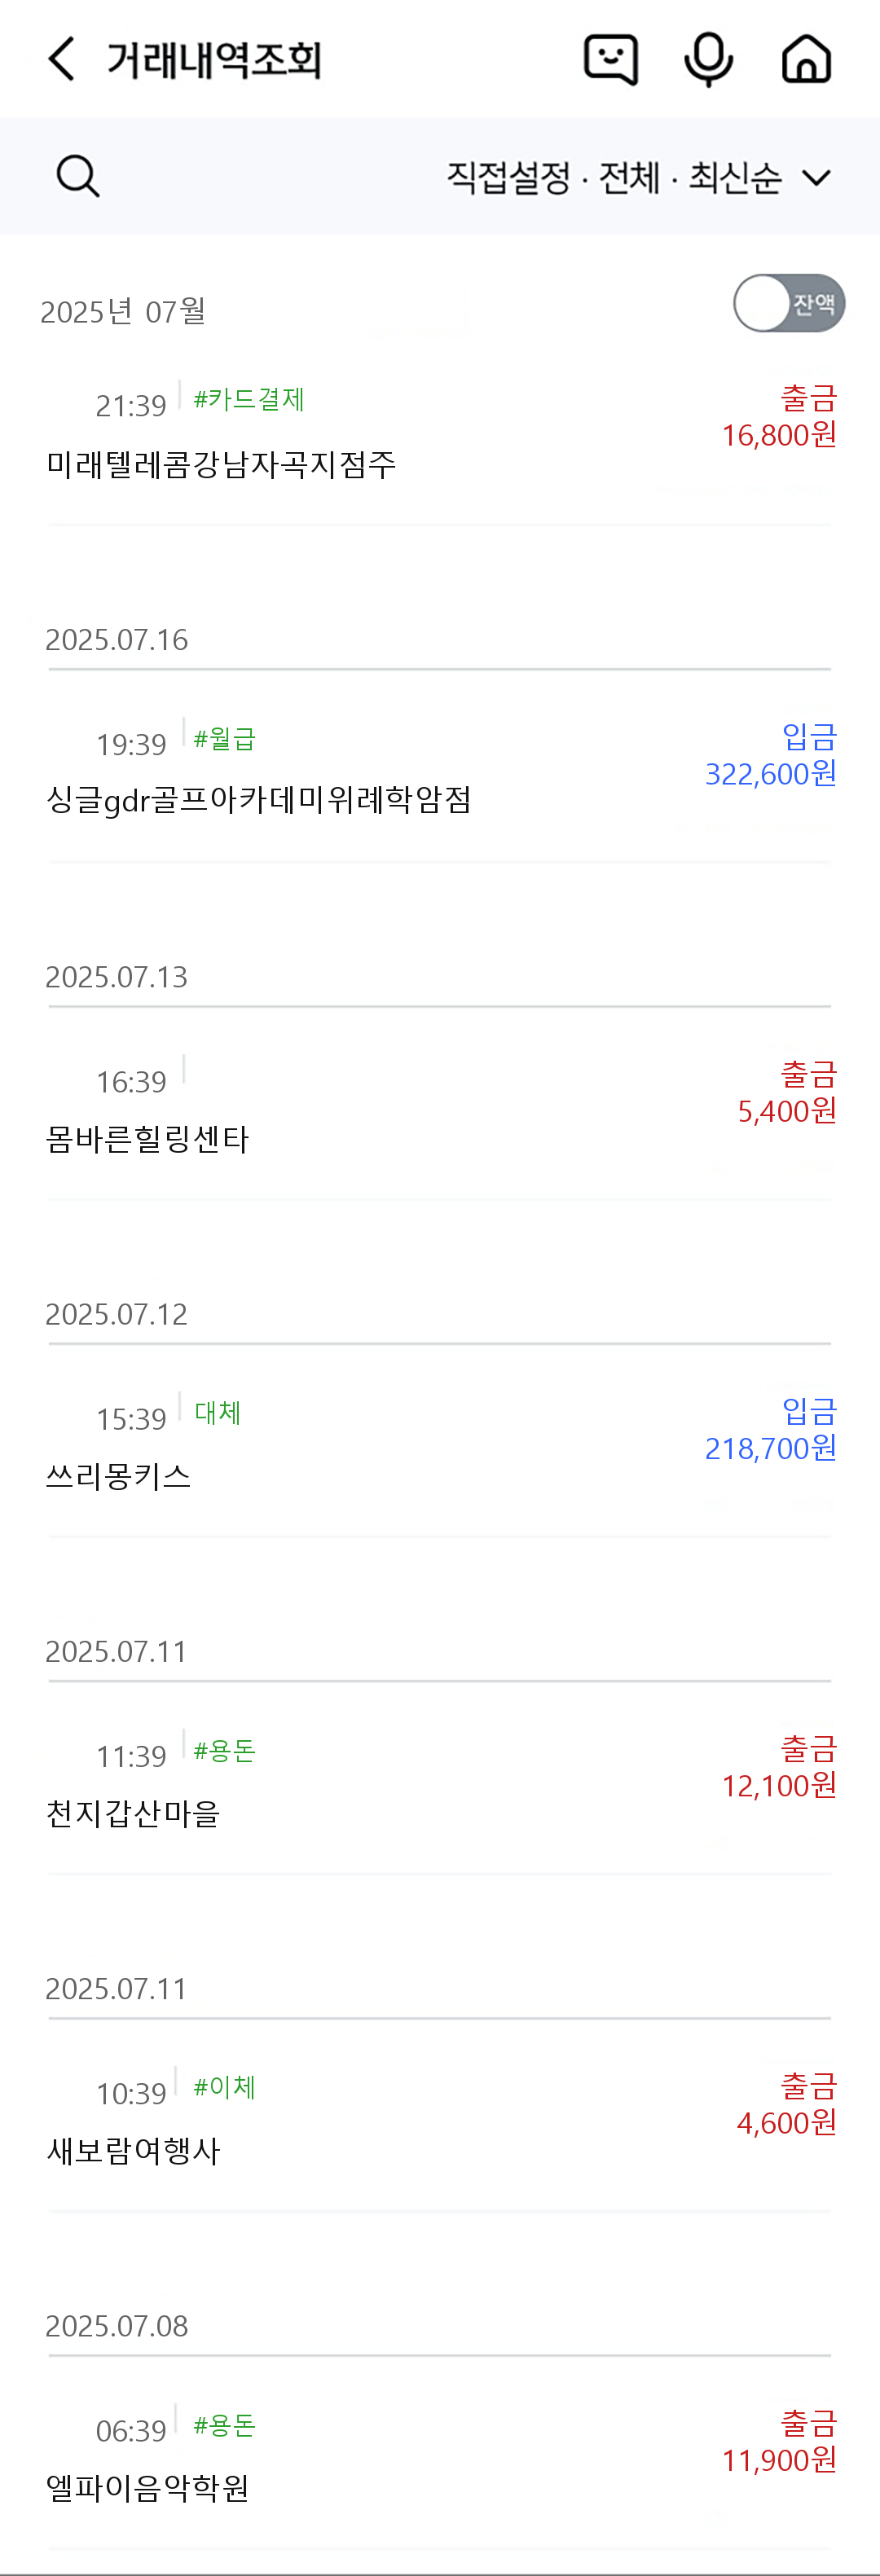 거래내역조회
직접설정 · 전체 · 최신순
2025년 07월
잔액
21:39 #카드결제 출금
16,800원
미래텔레콤강남자곡지점주
2025.07.16
19:39 #월급 입금
322,600원
싱글gdr골프아카데미위례학암점
2025.07.13
16:39 출금
5,400원
몸바른힐링센타
2025.07.12
15:39 대체 입금
218,700원
쓰리몽키스
2025.07.11
11:39 #용돈 출금
12,100원
천지갑산마을
2025.07.11
10:39 #이체 출금
4,600원
새보람여행사
2025.07.08
06:39 #용돈 출금
11,900원
엘파이음악학원